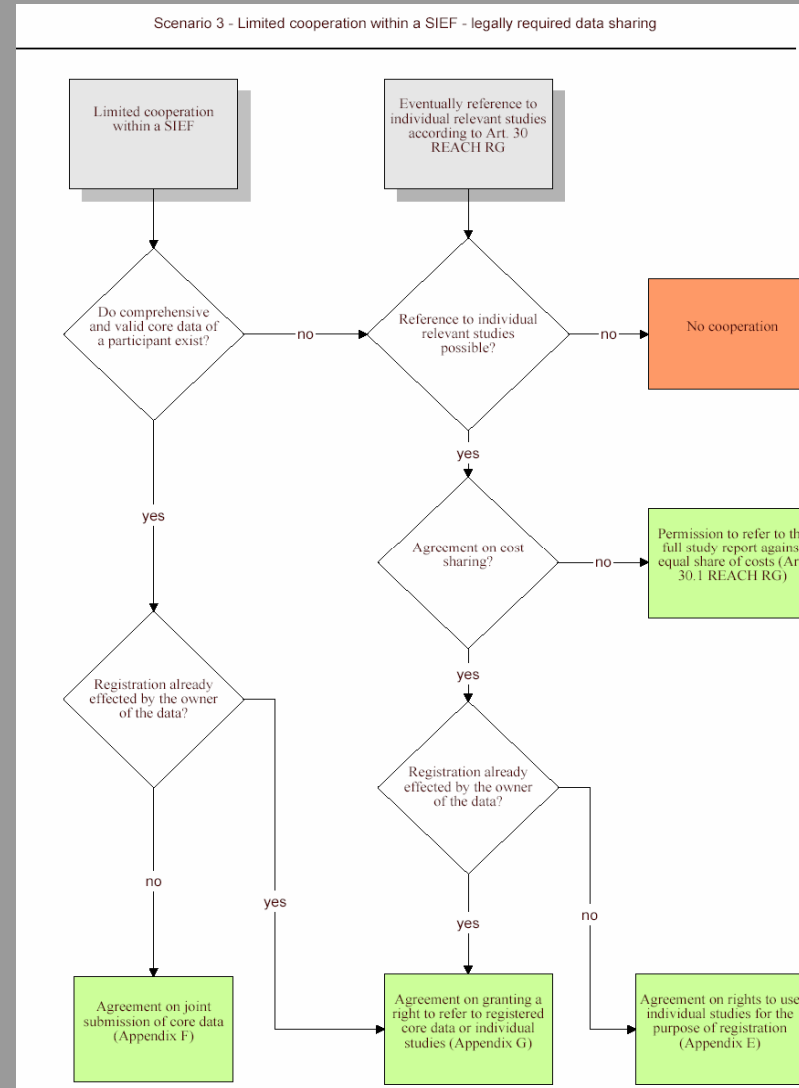 Scenario 3 - Limited cooperation within a SIEF - legally required data sharing
Limited cooperation
within a SIEF
Eventually reference to
individual relevant studies
according to Art. 30
REACH RG
Do comprehensive
and valid core data of
a participant exist?
no
Reference to individual
relevant studies
possible?
no
No cooperation
yes
yes
Agreement on cost
sharing?
no
Permission to refer to th
full study report agains
equal share of costs (Ar
30.1 REACH RG)
yes
Registration already
effected by the owner
of the data?
Registration already
effected by the owner
of the data?
no
yes
yes
no
Agreement on joint
submission of core data
(Appendix F)
Agreement on granting a
right to refer to registered
core data or individual
studies (Appendix G)
Agreement on rights to use
individual studies for the
purpose of registration
(Appendix E)